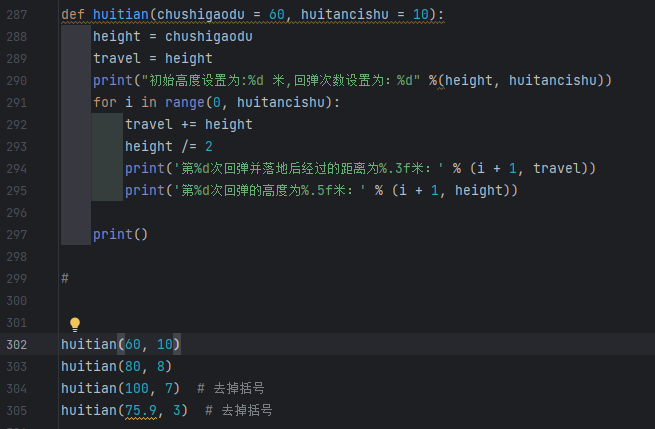 287 def huitian(chushigaodu = 60, huitancishu = 10):
288 height = chushigaodu
289 travel = height
290 print("初始高度设置为:%d 米,回弹次数设置为：%d" %(height, huitancishu))
291 for i in range(0, huitancishu):
292 travel += height
293 height /= 2
294 print('第%d次回弹并落地后经过的距离为%.3f米：' % (i + 1, travel))
295 print('第%d次回弹的高度为%.5f米：' % (i + 1, height))
296
297 print()
298
299 #
300
301
302 huitian(60, 10)
303 huitian(80, 8)
304 huitian(100, 7)  # 去掉括号
305 huitian(75.9, 3)  # 去掉括号